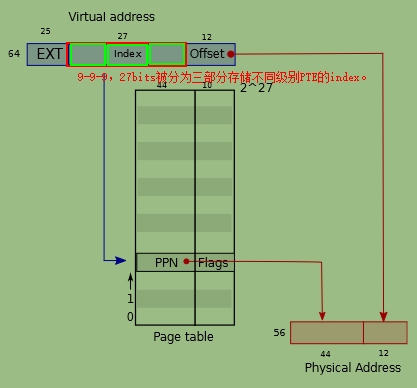 Virtual address
25
27
12
64
EXT
Index
Offset
9-9-9，27bits被分为三部分存储不同级别PTE的index。
44
10
2^27
PPN
Flags
1
0
Page table
56
44
12
Physical Address